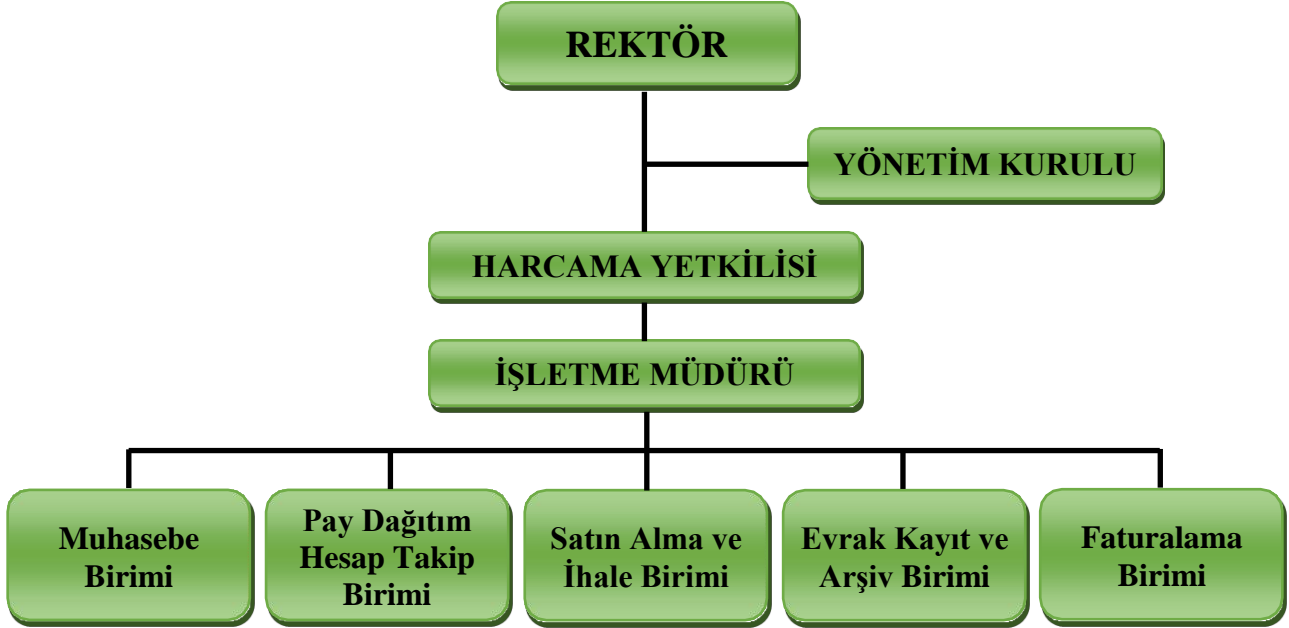 REKTÖR
YÖNETİM KURULU
HARCAMA YETKİLİSİ
İŞLETME MÜDÜRÜ
Muhasebe
Birimi
Pay Dağıtım
Hesap Takip
Birimi
Satın Alma ve
İhale Birimi
Evrak Kayıt ve
Arşiv Birimi
Faturalama
Birimi